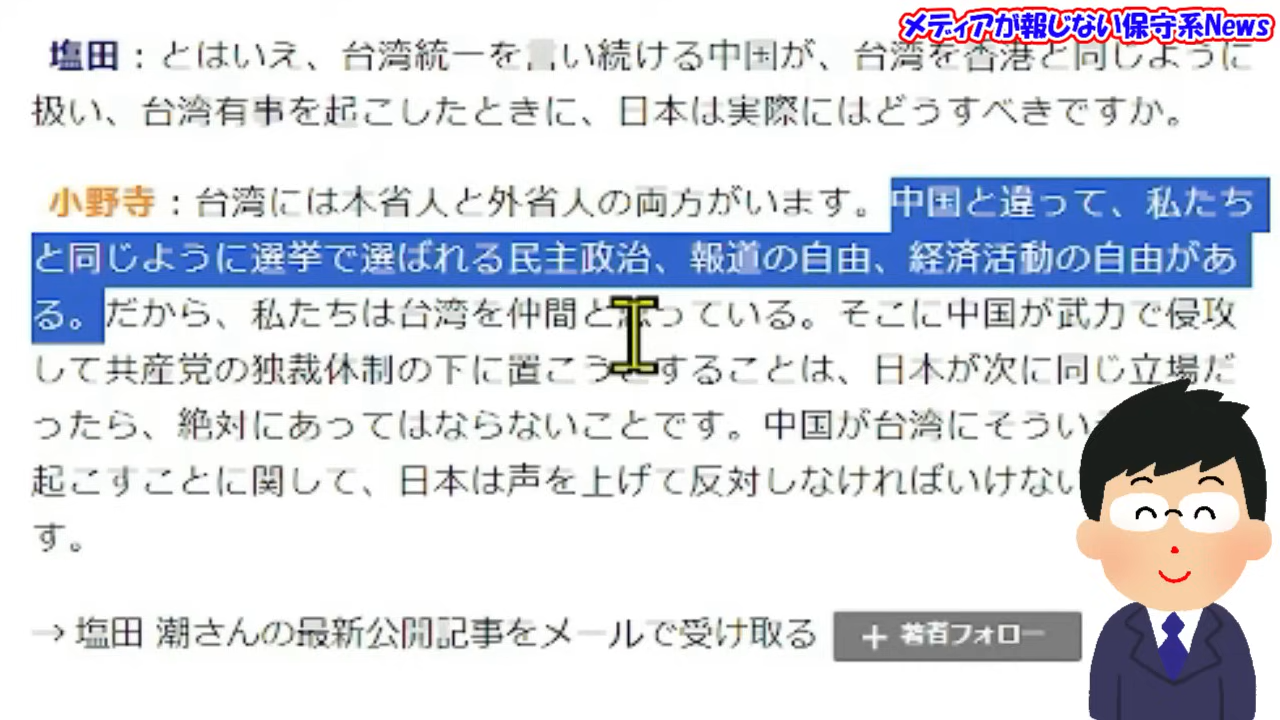 メディアが報じない保守系News
塩田：とはいえ、台湾統一を言い続ける中国が、台湾を香港と同じように
扱い、台湾有事を起こしたときに、日本は実際にはどうすべきですか。
小野寺：台湾には本省人と外省人の両方がいます。中国と違って、私たち
と同じように選挙で選ばれる民主政治、報道の自由、経済活動の自由があ
る。だから、私たちは台湾を仲間と思っている。そこに中国が武力で侵攻
して共産党の独裁体制の下に置こうとすることは、日本が次に同じ立場だ
ったら、絶対にあってはならないことです。中国が台湾にそうい
起こすことに関して、日本は声を上げて反対しなければいけない
す。
→ 塩田 潮さんの最新公開記事をメールで受け取る ＋ 著者フォロー